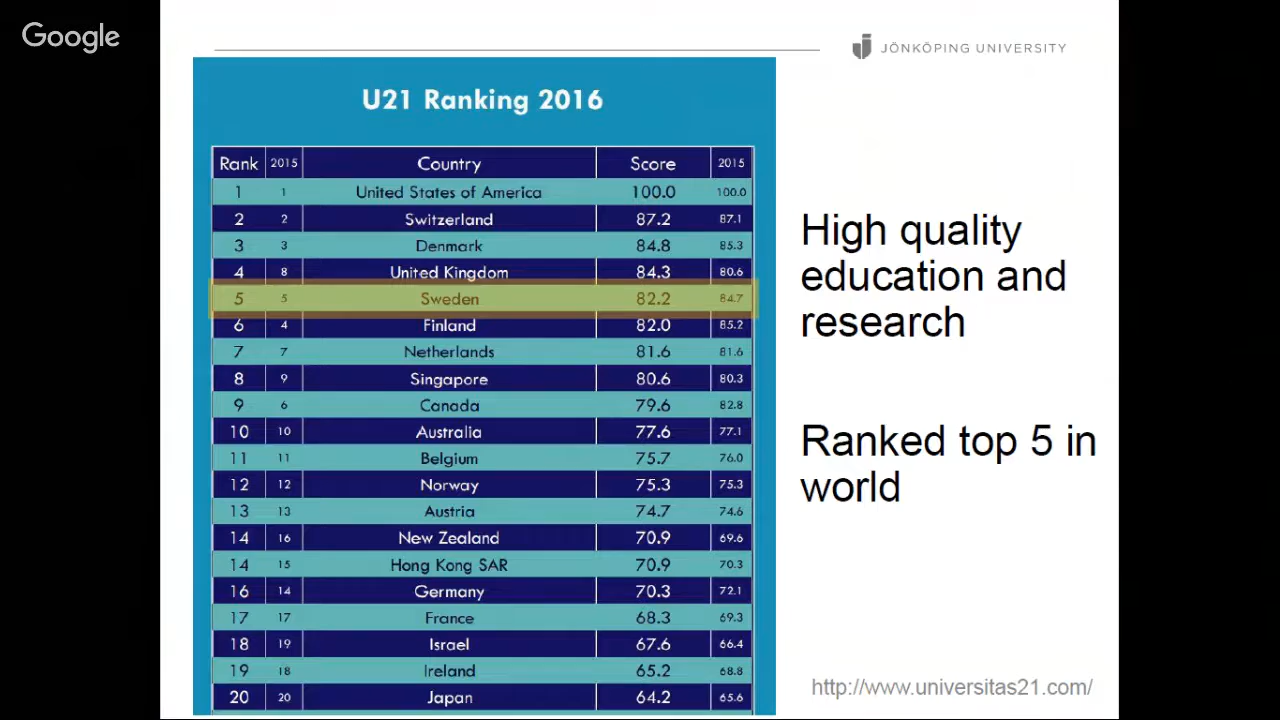 Google
JÖNKÖPING UNIVERSITY
U21 Ranking 2016
Rank 2015 Country Score 2015
1 1 United States of America 100.0 100.0
2 2 Switzerland 87.2 87.1
3 3 Denmark 84.8 85.3
4 8 United Kingdom 84.3 80.6
5 5 Sweden 82.2 84.7
6 4 Finland 82.0 85.2
7 7 Netherlands 81.6 81.6
8 9 Singapore 80.6 80.3
9 6 Canada 79.6 82.8
10 10 Australia 77.6 77.1
11 11 Belgium 75.7 76.0
12 12 Norway 75.3 75.3
13 13 Austria 74.7 74.6
14 16 New Zealand 70.9 69.6
14 15 Hong Kong SAR 70.9 70.3
16 14 Germany 70.3 72.1
17 17 France 68.3 69.3
18 19 Israel 67.6 66.4
19 18 Ireland 65.2 68.8
20 20 Japan 64.2 65.6
High quality
education and
research
Ranked top 5 in
world
http://www.universitas21.com/